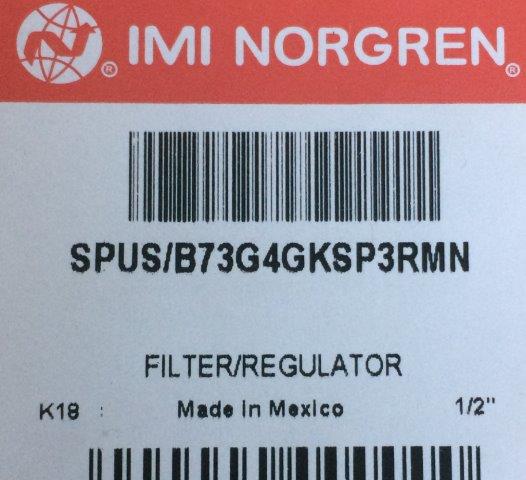 IMI NORGREN
SPUS/B73G4GKSP3RMN
FILTER/REGULATOR
K18 : Made in Mexico 1/2"